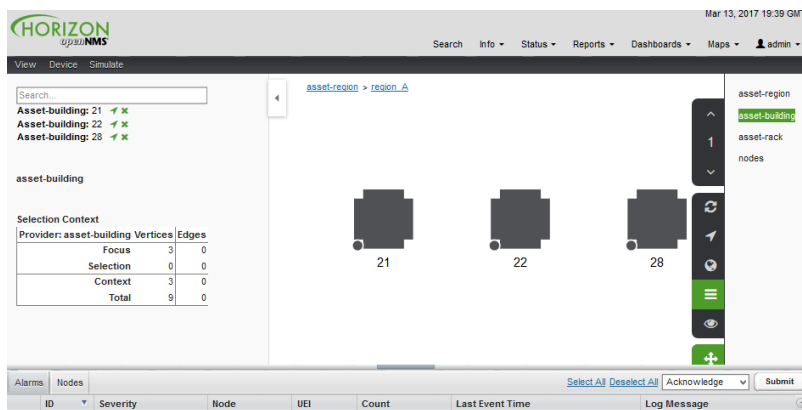 Mar 13, 2017 19:39 GMT
HORIZON
openNMS
Search Info Status Reports Dashboards Maps admin
View Device Simulate
Search...
Asset-building: 21
Asset-building: 22
Asset-building: 28
asset-building
Selection Context
Provider: asset-building Vertices Edges
Focus 3 0
Selection 0 0
Context 3 0
Total 9 0
asset-region > region_A
21
22
28
1
asset-region
asset-building
asset-rack
nodes
Alarms Nodes
Select All Deselect All Acknowledge Submit
ID Severity Node UEI Count Last Event Time Log Message